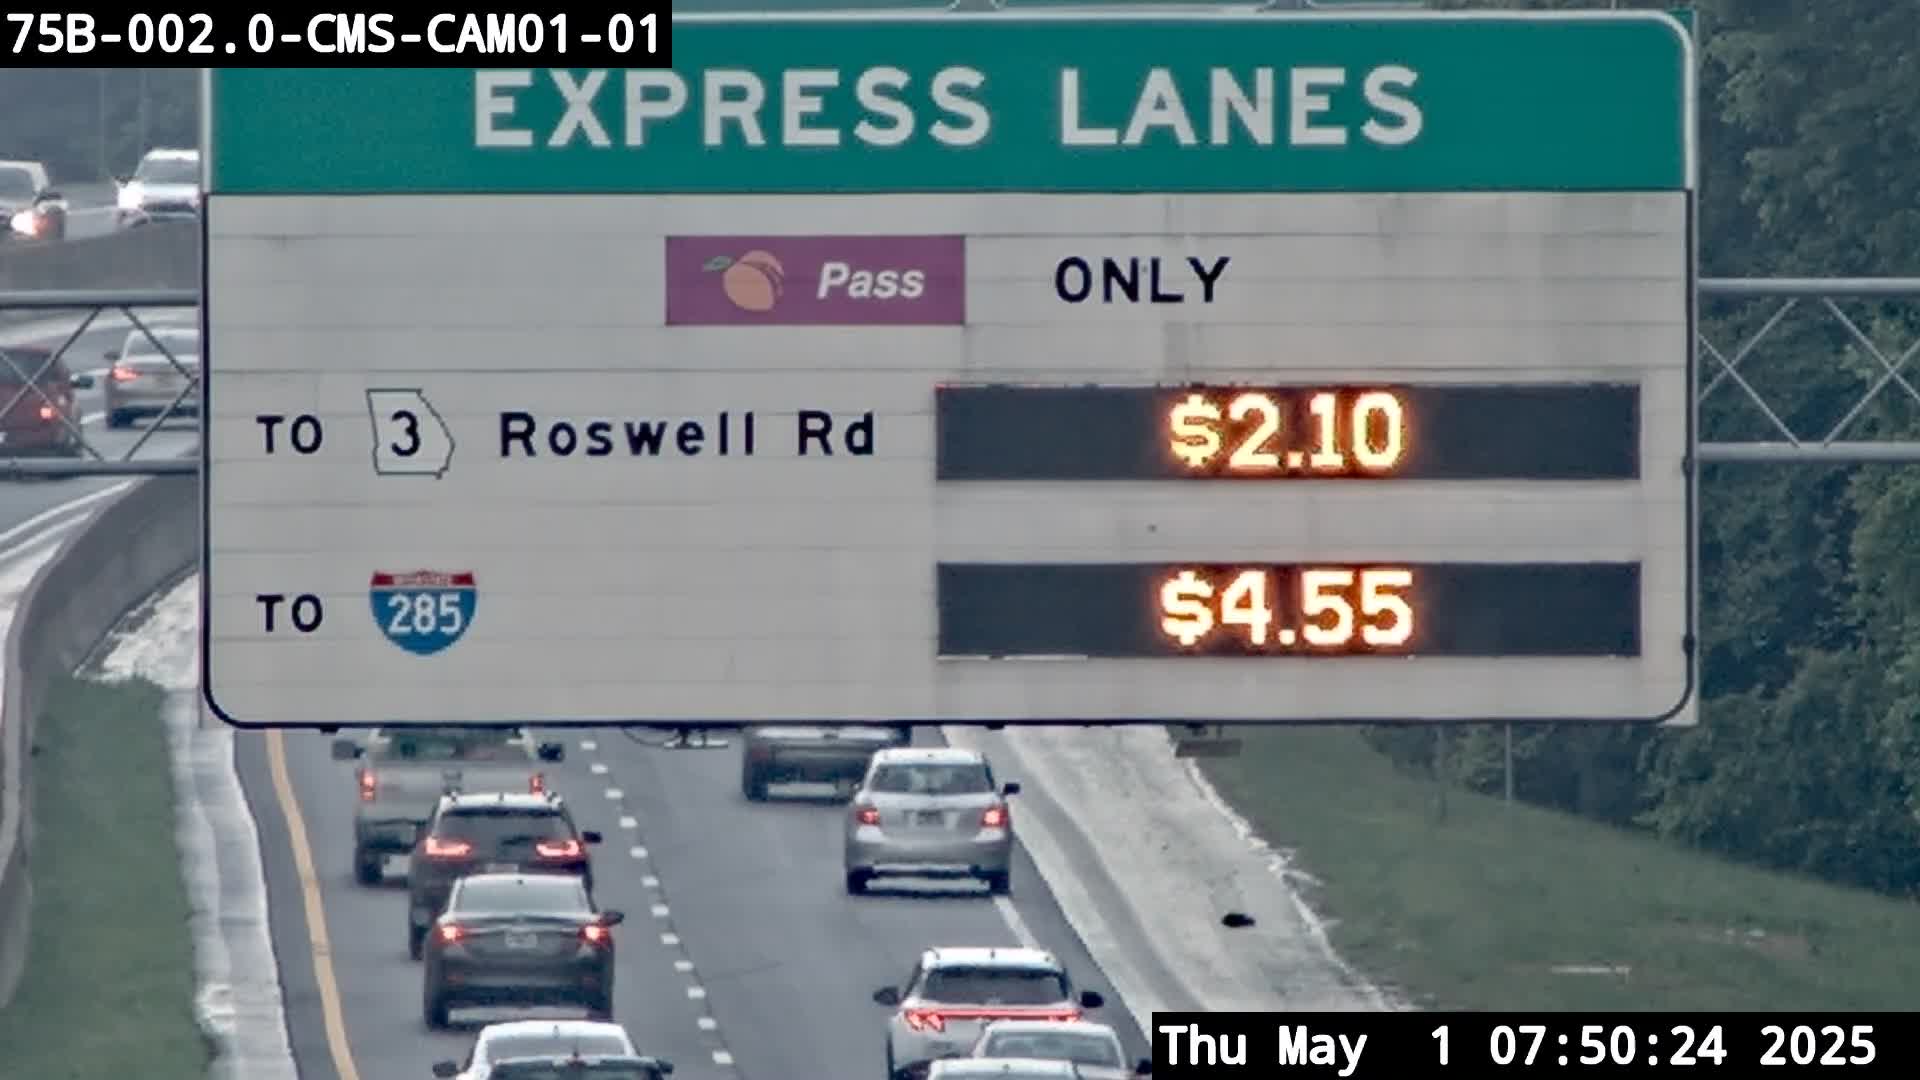 75B-002.0-CMS-CAM01-01
EXPRESS LANES
Pass ONLY
TO 3 Roswell Rd $2.10
TO INTERSTATE 285 $4.55
Thu May 1 07:50:24 2025